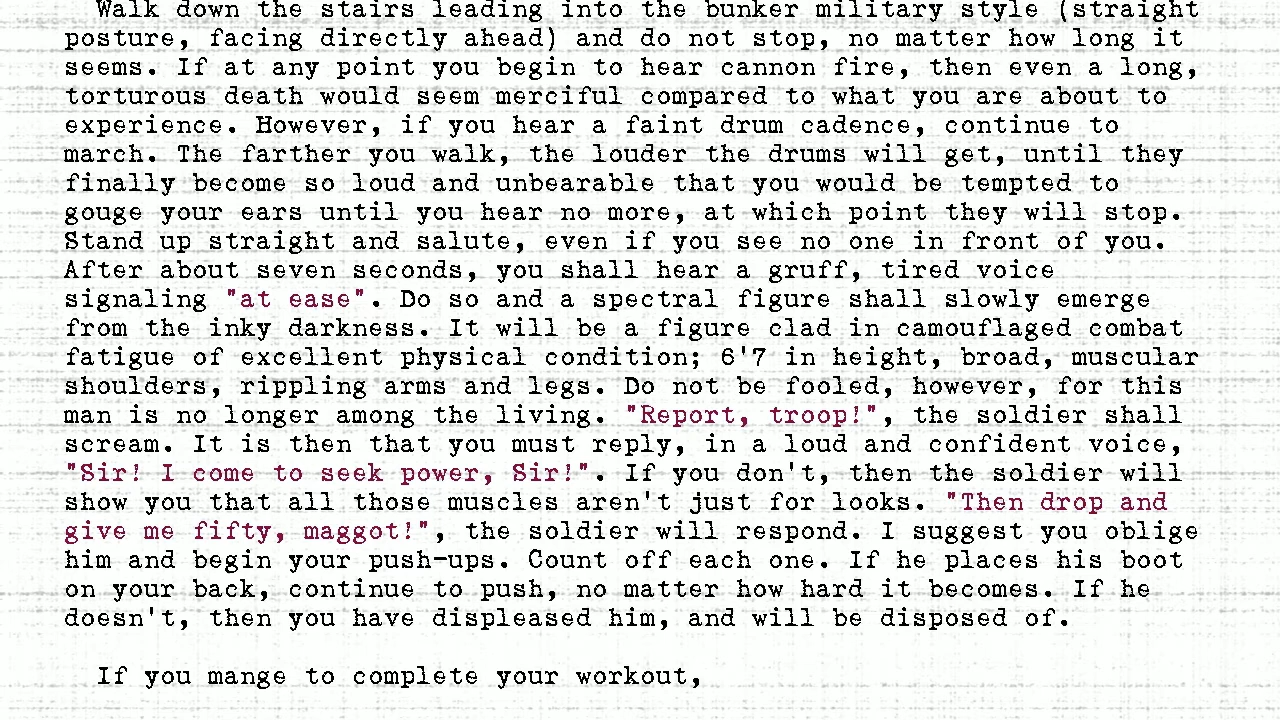 Walk down the stairs leading into the bunker military style (straight
posture, facing directly ahead) and do not stop, no matter how long it
seems. If at any point you begin to hear cannon fire, then even a long,
torturous death would seem merciful compared to what you are about to
experience. However, if you hear a faint drum cadence, continue to
march. The farther you walk, the louder the drums will get, until they
finally become so loud and unbearable that you would be tempted to
gouge your ears until you hear no more, at which point they will stop.
Stand up straight and salute, even if you see no one in front of you.
After about seven seconds, you shall hear a gruff, tired voice
signaling "at ease". Do so and a spectral figure shall slowly emerge
from the inky darkness. It will be a figure clad in camouflaged combat
fatigue of excellent physical condition; 6'7 in height, broad, muscular
shoulders, rippling arms and legs. Do not be fooled, however, for this
man is no longer among the living. "Report, troop!", the soldier shall
scream. It is then that you must reply, in a loud and confident voice,
"Sir! I come to seek power, Sir!". If you don't, then the soldier will
show you that all those muscles aren't just for looks. "Then drop and
give me fifty, maggot!", the soldier will respond. I suggest you oblige
him and begin your push-ups. Count off each one. If he places his boot
on your back, continue to push, no matter how hard it becomes. If he
doesn't, then you have displeased him, and will be disposed of.
If you mange to complete your workout,